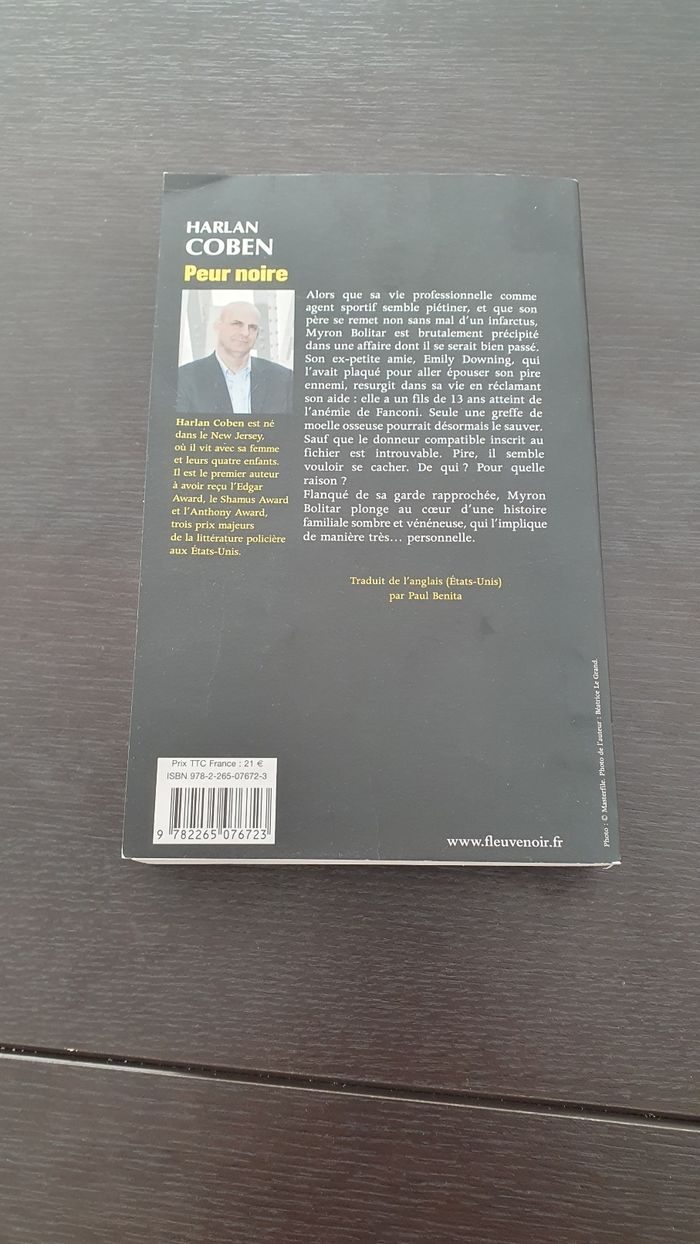 HARLAN
COBEN
Peur noire
Alors que sa vie professionnelle comme
agent sportif semble piétiner, et que son
père se remet non sans mal d'un infarctus,
Myron Bolitar est brutalement précipité
dans une affaire dont il se serait bien passé.
Son ex-petite amie, Emily Downing, qui
l'avait plaqué pour aller épouser son pire
ennemi, resurgit dans sa vie en réclamant
son aide : elle a un fils de 13 ans atteint de
l'anémie de Fanconi. Seule une greffe de
moelle osseuse pourrait désormais le sauver.
Sauf que le donneur compatible inscrit au
fichier est introuvable. Pire, il semble
vouloir se cacher. De qui ? Pour quelle
raison ?
Flanqué de sa garde rapprochée, Myron
Bolitar plonge au cœur d'une histoire
familiale sombre et vénéneuse, qui l'implique
de manière très... personnelle.
Harlan Coben est né
dans le New Jersey,
où il vit avec sa femme
et leurs quatre enfants.
Il est le premier auteur
à avoir reçu l'Edgar
Award, le Shamus Award
et l'Anthony Award,
trois prix majeurs
de la littérature policière
aux États-Unis.
Traduit de l'anglais (États-Unis)
par Paul Benita
Prix TTC France : 21 €
ISBN 978-2-265-07672-3
9 782265 076723
www.fleuvenoir.fr
Photo : © Masterfile. Photo de l'auteur : Béatrice Le Grand.